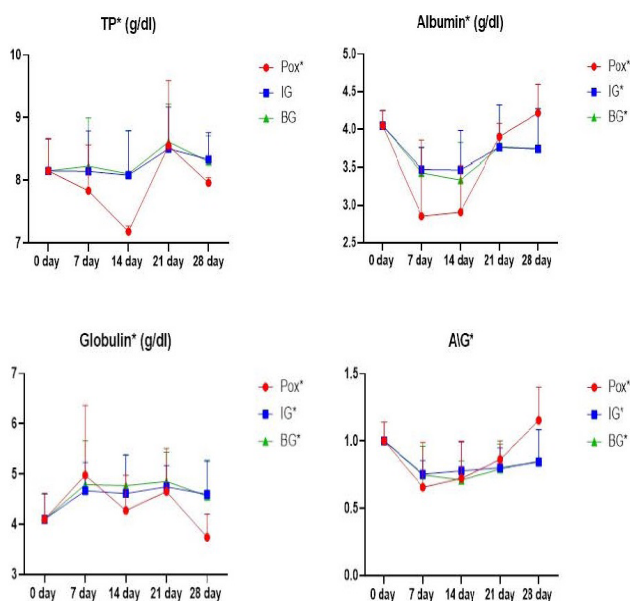 TP* (g/dl)
10
9
8
7
0 day 7 day 14 day 21 day 28 day
Pox*
IG
BG
Albumin* (g/dl)
5.0
4.5
4.0
3.5
3.0
2.5
0 day 7 day 14 day 21 day 28 day
Pox*
IG*
BG*
Globulin* (g/dl)
7
6
5
4
3
0 day 7 day 14 day 21 day 28 day
Pox*
IG*
BG*
A\G*
1.5
1.0
0.5
0.0
0 day 7 day 14 day 21 day 28 day
Pox*
IG*
BG*